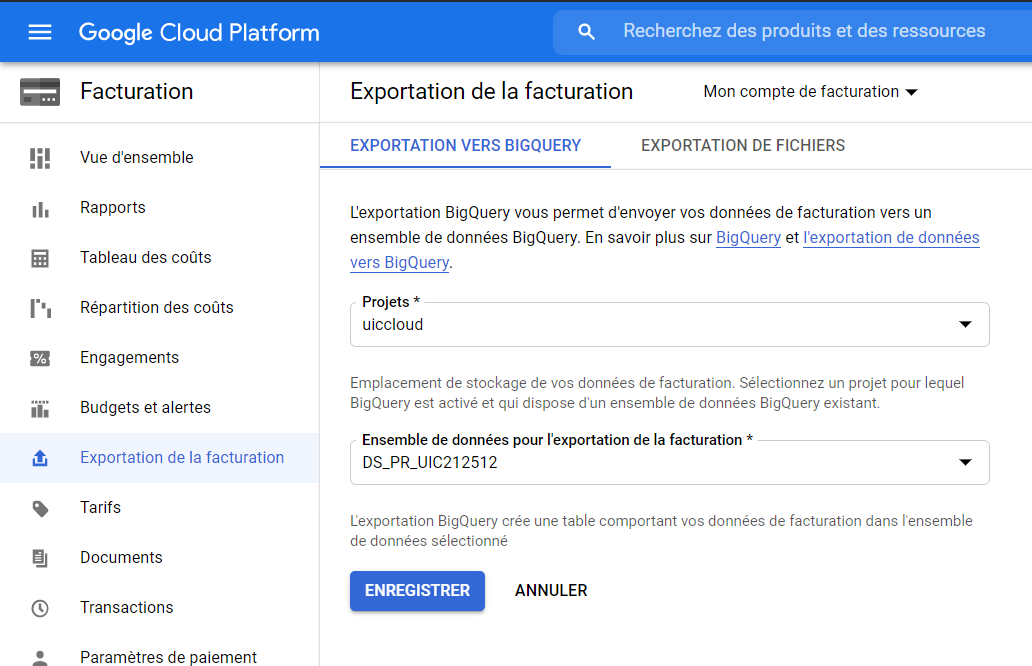 Google Cloud Platform
Recherchez des produits et des ressources
Facturation
Exportation de la facturation
Mon compte de facturation
Vue d'ensemble
Rapports
Tableau des coûts
Répartition des coûts
Engagements
Budgets et alertes
Exportation de la facturation
Tarifs
Documents
Transactions
Paramètres de paiement
EXPORTATION VERS BIGQUERY
EXPORTATION DE FICHIERS
L'exportation BigQuery vous permet d'envoyer vos données de facturation vers un
ensemble de données BigQuery. En savoir plus sur BigQuery et l'exportation de données
vers BigQuery.
Projets *
uiccloud
Emplacement de stockage de vos données de facturation. Sélectionnez un projet pour lequel
BigQuery est activé et qui dispose d'un ensemble de données BigQuery existant.
Ensemble de données pour l'exportation de la facturation *
DS_PR_UIC212512
L'exportation BigQuery crée une table comportant vos données de facturation dans l'ensemble
de données sélectionné
ENREGISTRER
ANNULER